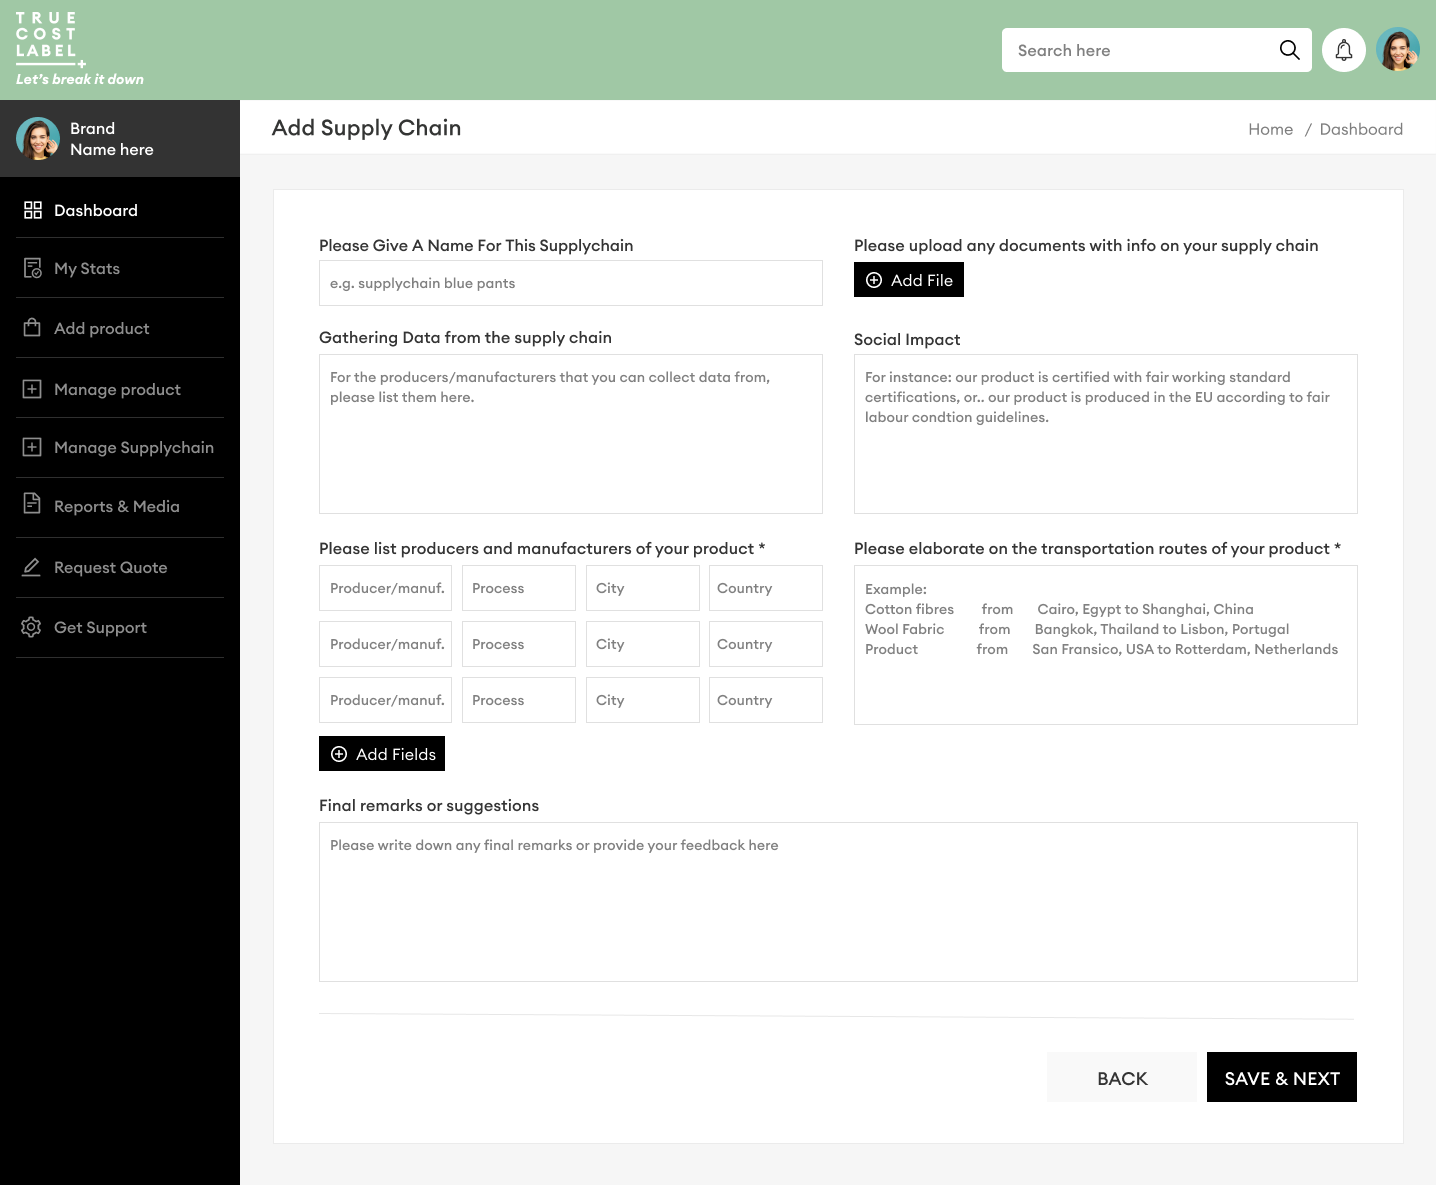 TRUE
COST
LABEL
Let's break it down
Search here
Brand
Name here
Add Supply Chain
Home / Dashboard
Dashboard
My Stats
Add product
Manage product
Manage Supplychain
Reports & Media
Request Quote
Get Support
Please Give A Name For This Supplychain
e.g. supplychain blue pants
Please upload any documents with info on your supply chain
Add File
Gathering Data from the supply chain
For the producers/manufacturers that you can collect data from,
please list them here.
Social Impact
For instance: our product is certified with fair working standard
certifications, or.. our product is produced in the EU according to fair
labour condtion guidelines.
Please list producers and manufacturers of your product *
Producer/manuf. Process City Country
Producer/manuf. Process City Country
Producer/manuf. Process City Country
Add Fields
Please elaborate on the transportation routes of your product *
Example:
Cotton fibres from Cairo, Egypt to Shanghai, China
Wool Fabric from Bangkok, Thailand to Lisbon, Portugal
Product from San Fransico, USA to Rotterdam, Netherlands
Final remarks or suggestions
Please write down any final remarks or provide your feedback here
BACK
SAVE & NEXT